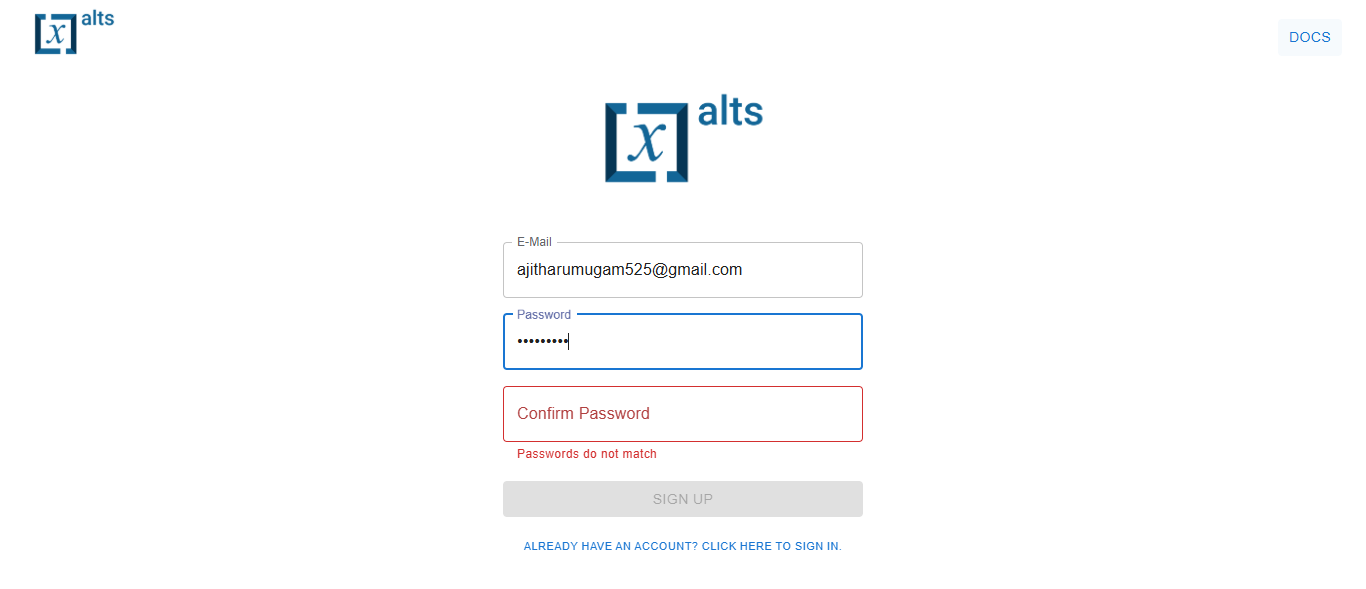 [x] alts
DOCS
[x] alts
E-Mail
ajitharumugam525@gmail.com
Password
•••••••••
Confirm Password
Passwords do not match
SIGN UP
ALREADY HAVE AN ACCOUNT? CLICK HERE TO SIGN IN.